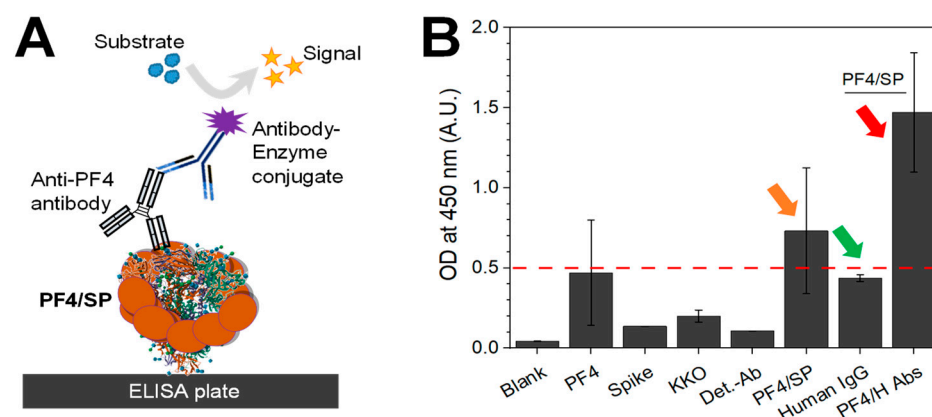 A
Substrate
Signal
Antibody-
Enzyme
conjugate
Anti-PF4
antibody
PF4/SP
ELISA plate
B
OD at 450 nm (A.U.)
2.0
1.5
1.0
0.5
0.0
PF4/SP
Blank
PF4
Spike
KKO
Det.-Ab
PF4/SP
Human IgG
PF4/H Abs